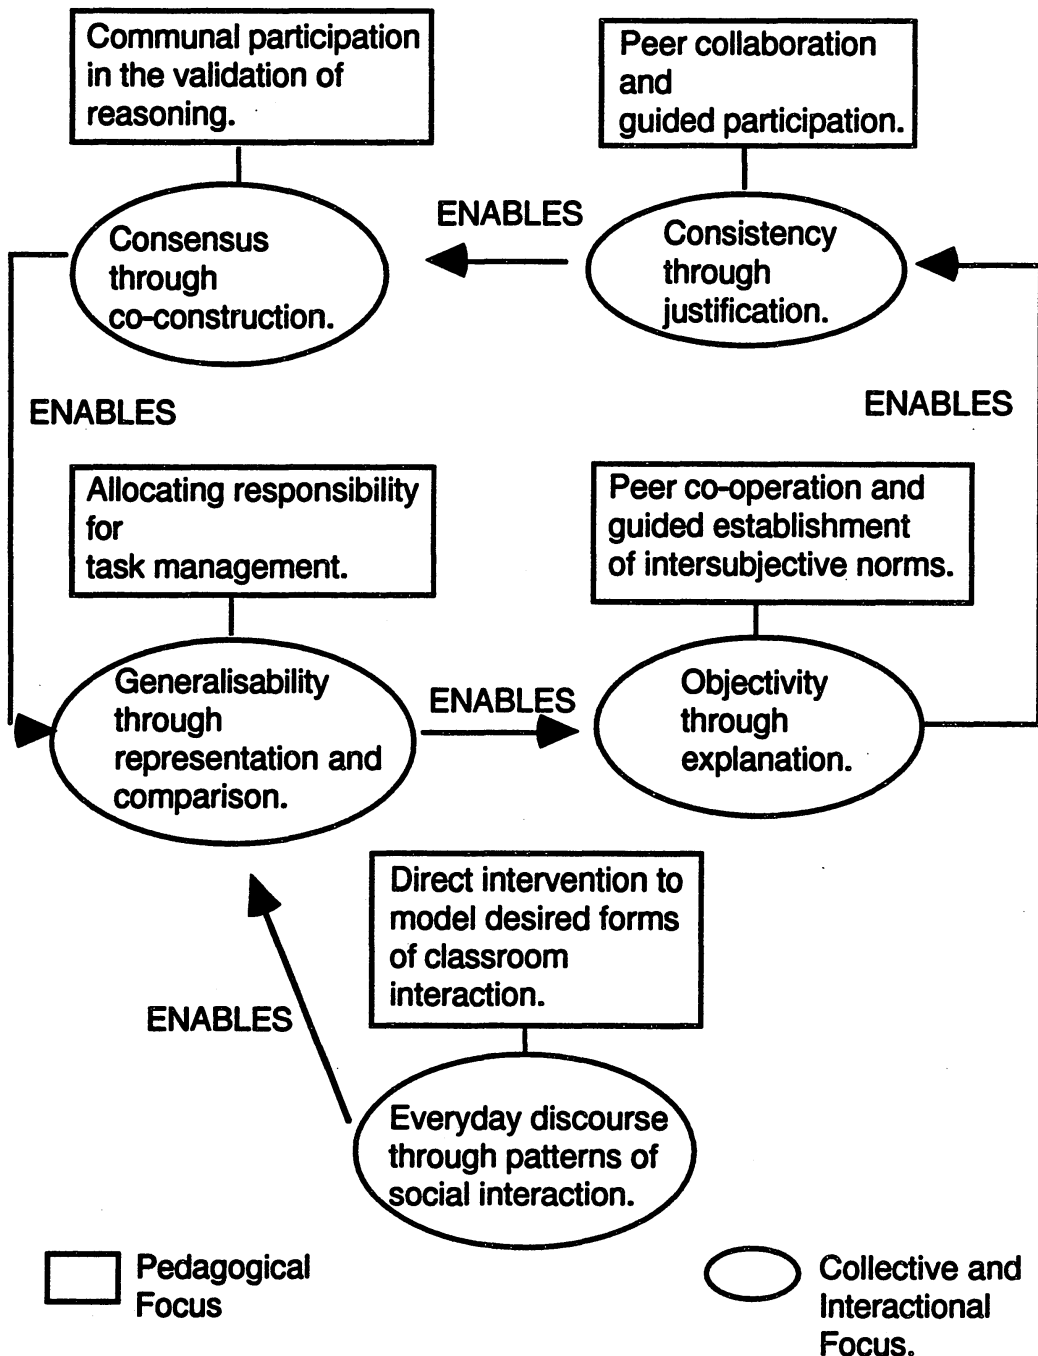 Communal participation
in the validation of
reasoning.
Peer collaboration
and
guided participation.
ENABLES
Consensus
through
co-construction.
Consistency
through
justification.
ENABLES
ENABLES
Allocating responsibility
for
task management.
Peer co-operation and
guided establishment
of intersubjective norms.
Generalisability
through
representation and
comparison.
ENABLES
Objectivity
through
explanation.
Direct intervention to
model desired forms
of classroom
interaction.
ENABLES
Everyday discourse
through patterns of
social interaction.
Pedagogical
Focus
Collective and
Interactional
Focus.